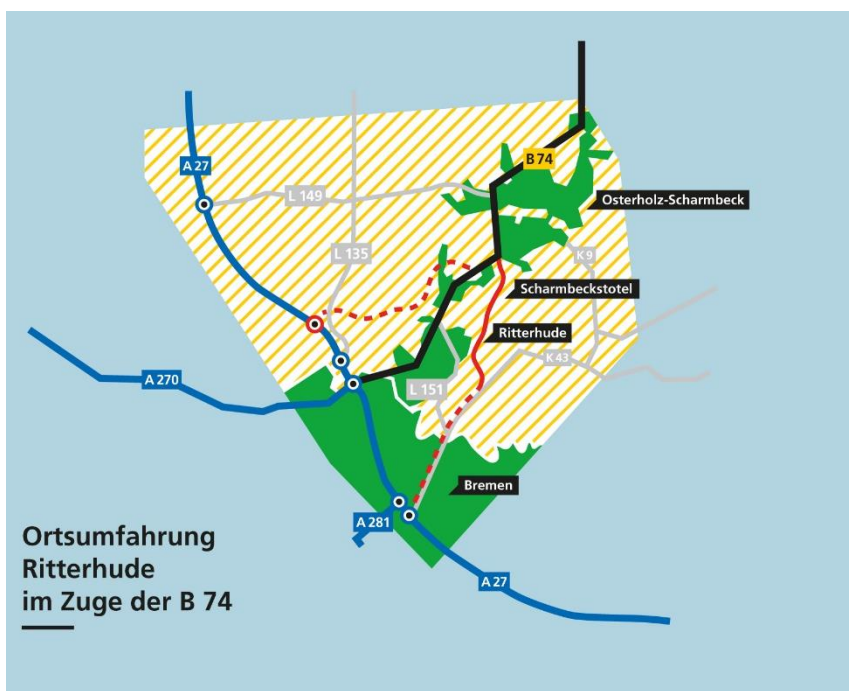 B 74
A 27
L 149
Osterholz-Scharmbeck
L 135
K 9
Scharmbeckstotel
Ritterhude
K 43
A 270
L 151
Bremen
A 281
A 27
Ortsumfahrung
Ritterhude
im Zuge der B 74